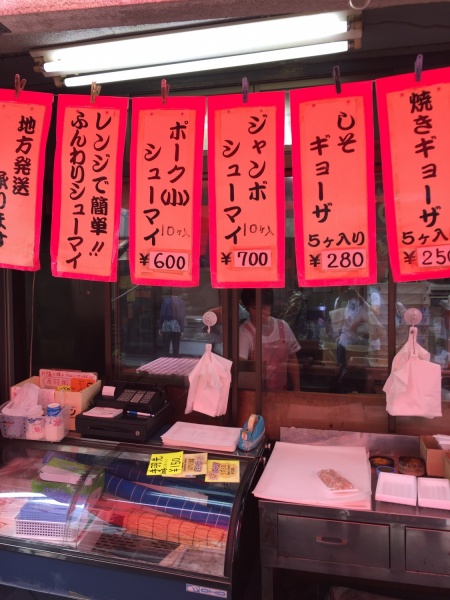 地方発送
承ります
レンジで簡単!!
ふんわりシューマイ
ポーク(小)
シューマイ
10ヶ入
¥600
ジャンボ
シューマイ
10ヶ入
¥700
しそ
ギョーザ
5ヶ入り
¥280
焼きギョーザ
5ヶ入り
¥250
¥150